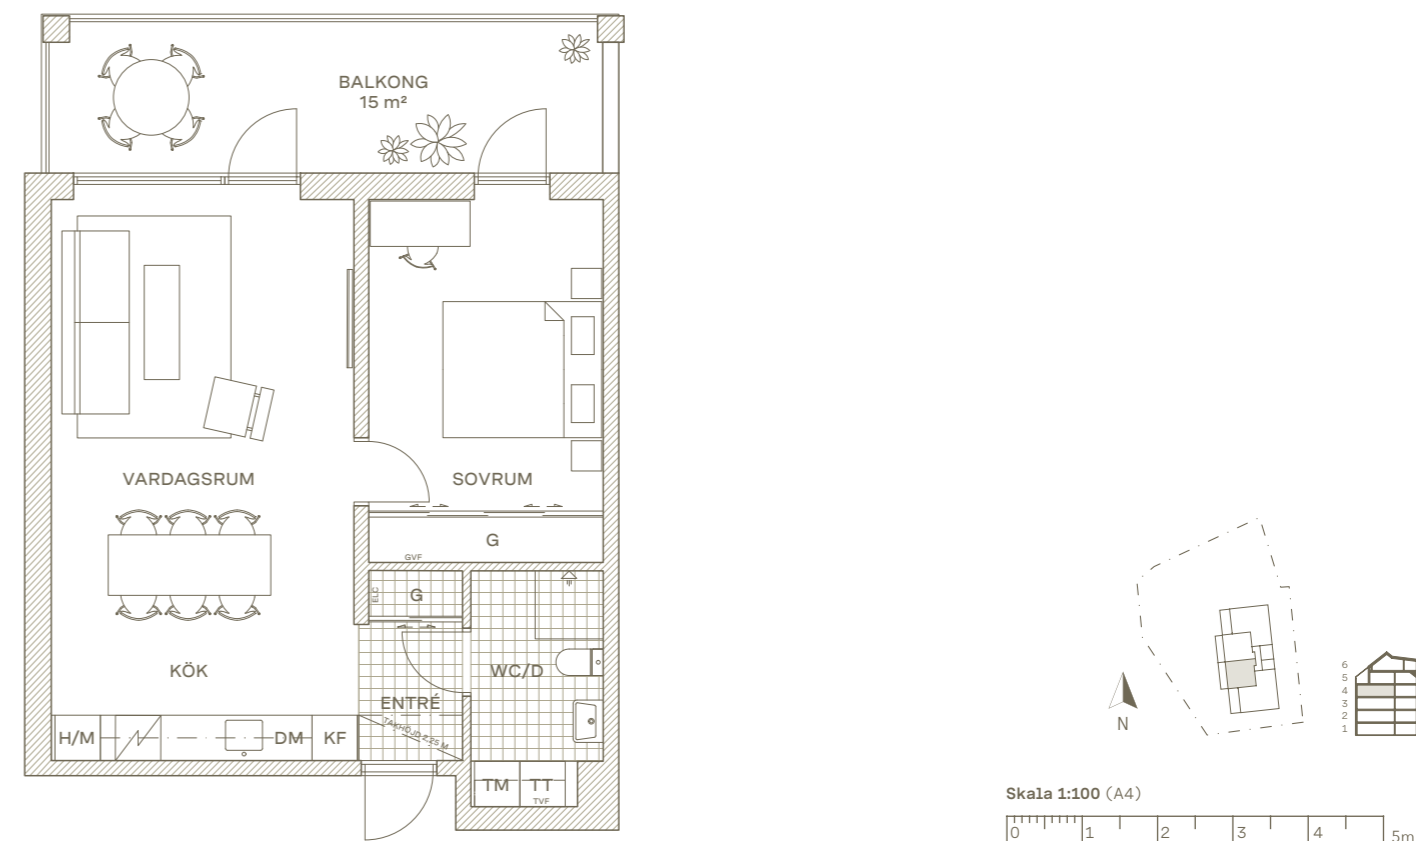 BALKONG
15 m²
VARDAGSRUM
SOVRUM
G
GVF
ELC
G
KÖK
WC/D
ENTRÉ
TAKHÖJD 2.25 M
H/M
DM
KF
TM
TT
TVF
N
6
5
4
3
2
1
Skala 1:100 (A4)
0 1 2 3 4 5m